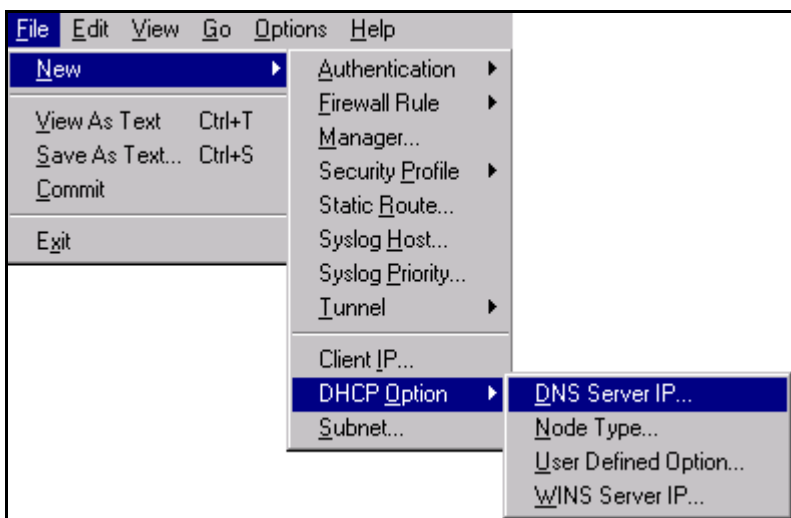 File Edit View Go Options Help
New
View As Text Ctrl+T
Save As Text... Ctrl+S
Commit
Exit
Authentication
Firewall Rule
Manager...
Security Profile
Static Route...
Syslog Host...
Syslog Priority...
Tunnel
Client IP...
DHCP Option
Subnet...
DNS Server IP...
Node Type...
User Defined Option...
WINS Server IP...